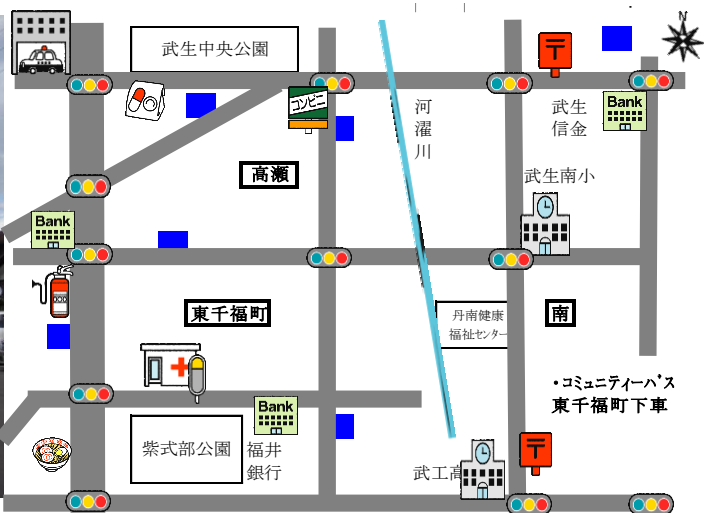 N
武生中央公園
コンビニ
河濯川
武生
信金
Bank
高瀬
武生南小
Bank
東千福町
丹南健康
福祉センター
南
・コミュニティーバス
東千福町下車
Bank
紫式部公園
福井
銀行
武工高